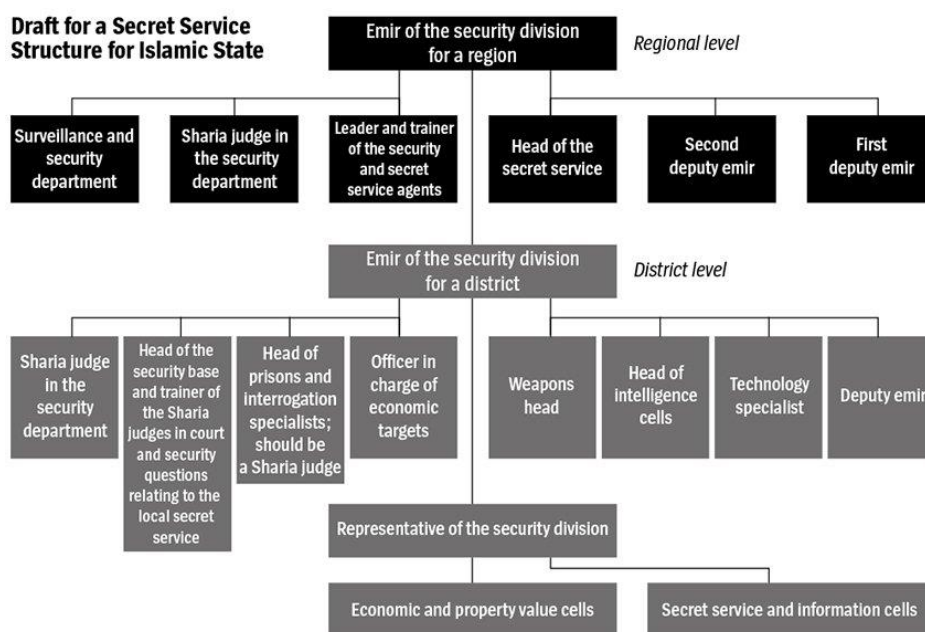 Draft for a Secret Service
Structure for Islamic State
Emir of the security division
for a region
Regional level
Surveillance and
security
department
Sharia judge in
the security
department
Leader and trainer
of the security
and secret
service agents
Head of the
secret service
Second
deputy emir
First
deputy emir
Emir of the security division
for a district
District level
Sharia judge
in the
security
department
Head of the
security base
and trainer of
the Sharia
judges in court
and security
questions
relating to the
local secret
service
Head of
prisons and
interrogation
specialists;
should be
a Sharia judge
Officer in
charge of
economic
targets
Weapons
head
Head of
intelligence
cells
Technology
specialist
Deputy emir
Representative of the security division
Economic and property value cells
Secret service and information cells